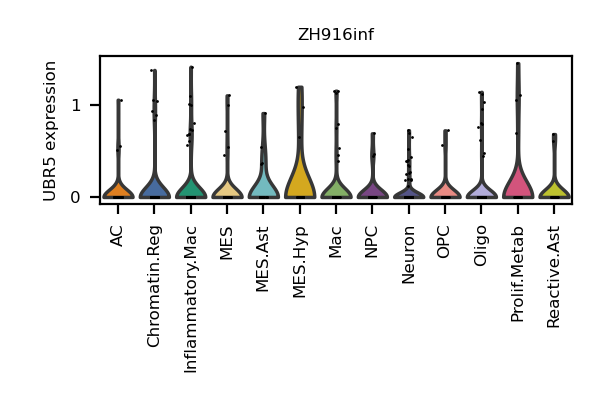 ZH916inf
UBR5 expression
1
0
AC
Chromatin.Reg
Inflammatory.Mac
MES
MES.Ast
MES.Hyp
Mac
NPC
Neuron
OPC
Oligo
Prolif.Metab
Reactive.Ast